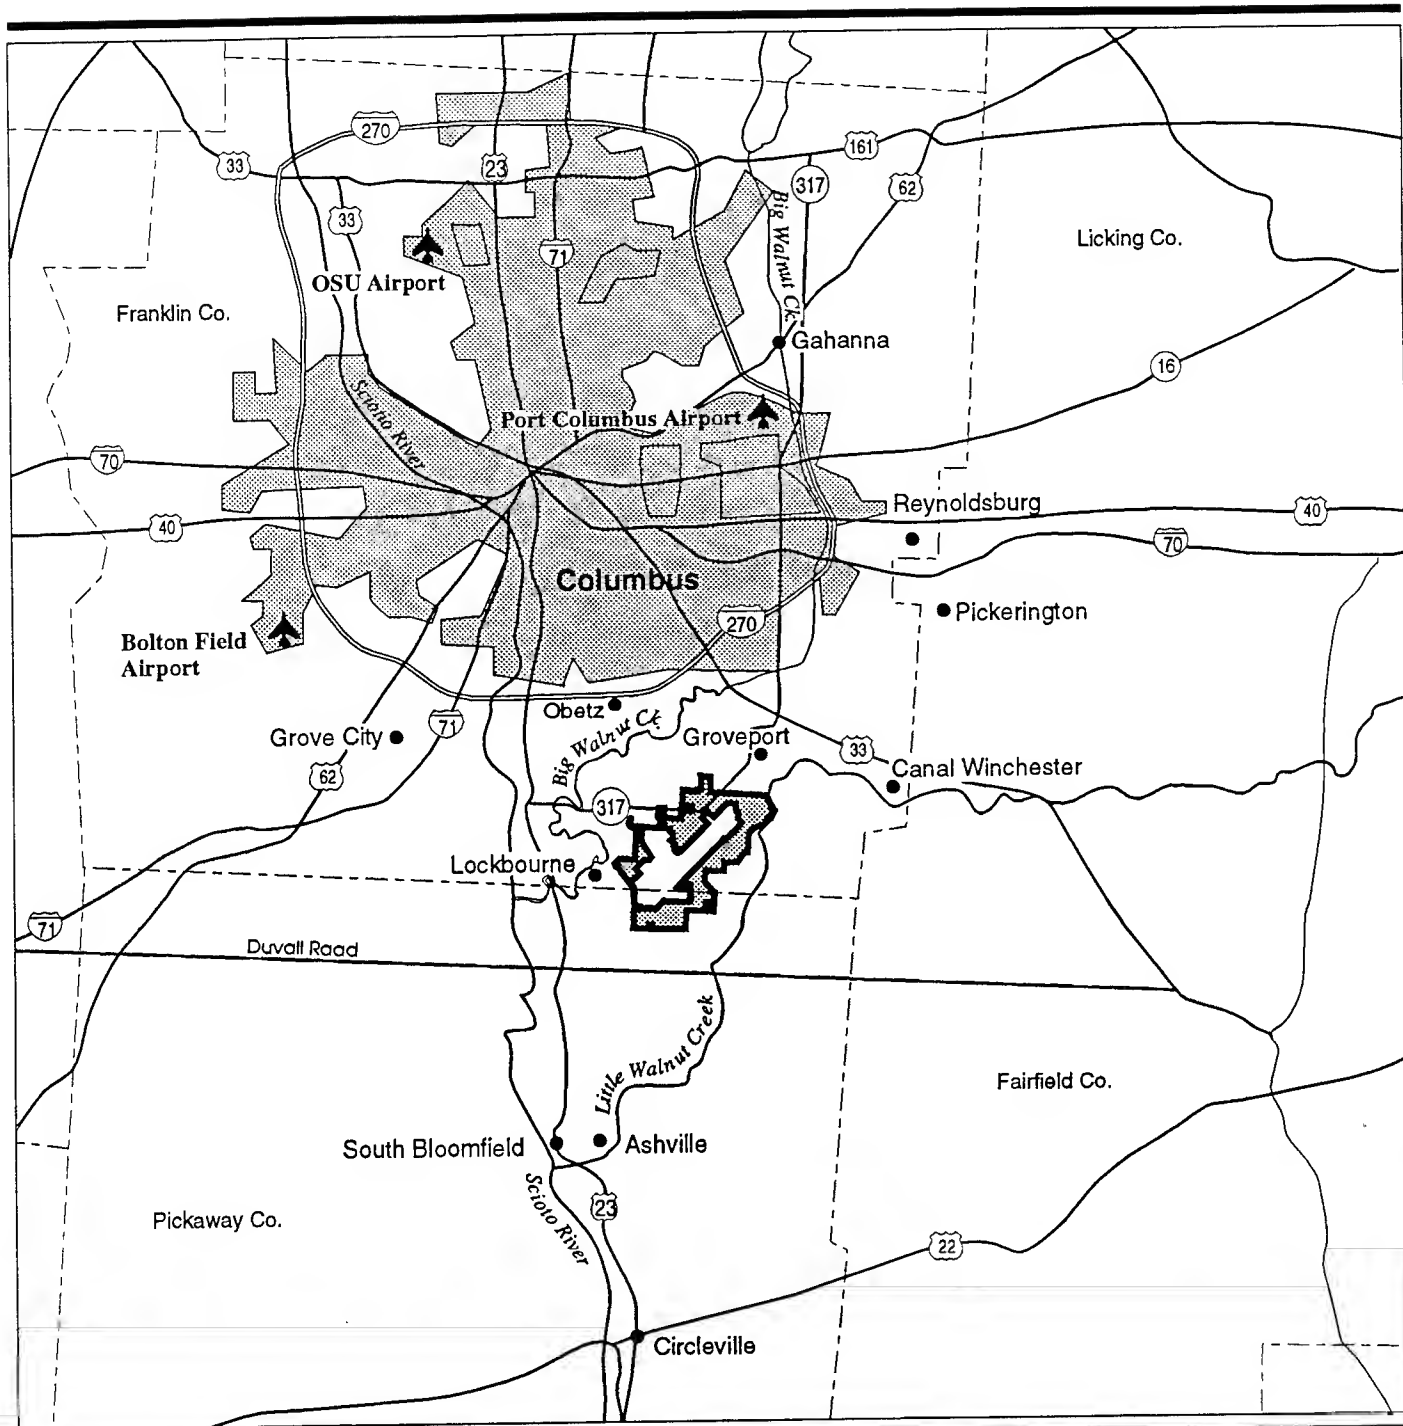 270
161
33
23
317
62
33
Big Walnut Ck.
Licking Co.
71
OSU Airport
Franklin Co.
Gahanna
16
Scioto River
Port Columbus Airport
70
Reynoldsburg
40
40
70
Columbus
Pickerington
270
Bolton Field
Airport
Obetz
Big Walnut Ck.
Grove City
71
Groveport
33
Canal Winchester
62
317
Lockbourne
71
Duvall Road
Little Walnut Creek
Fairfield Co.
South Bloomfield
Ashville
Scioto River
23
Pickaway Co.
22
Circleville